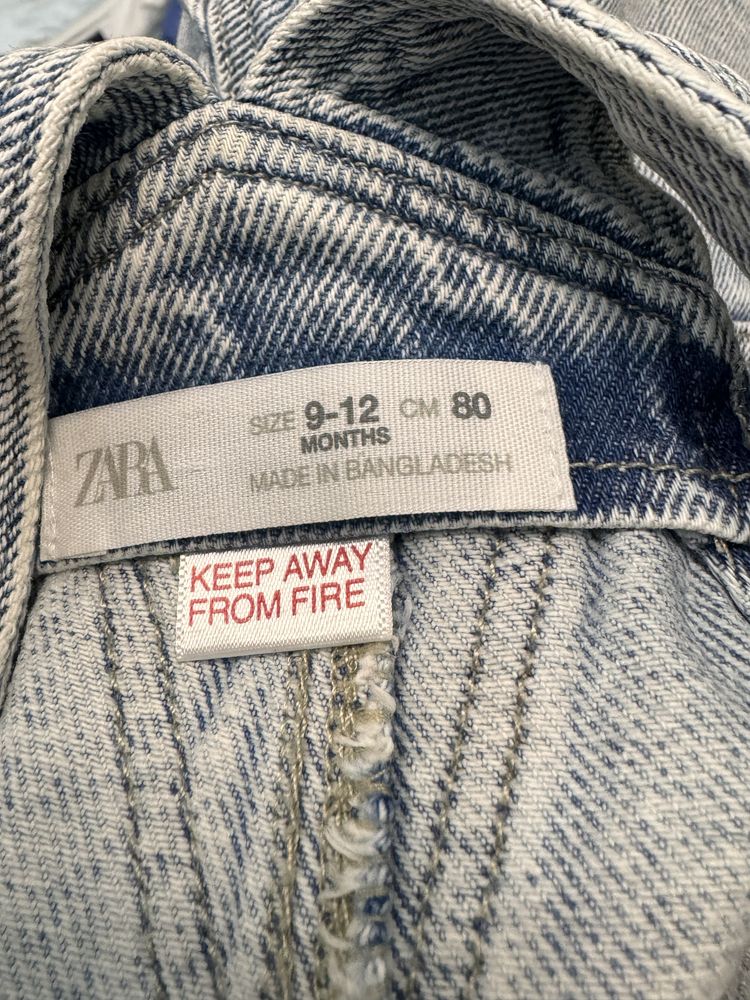 ZARA
SIZE 9-12 MONTHS CM 80
MADE IN BANGLADESH
KEEP AWAY
FROM FIRE